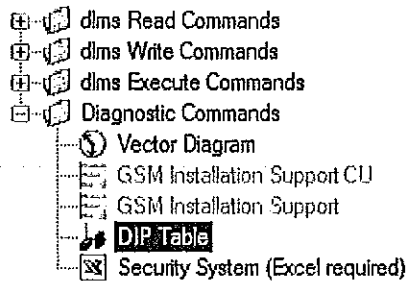 dlms Read Commands
dlms Write Commands
dlms Execute Commands
Diagnostic Commands
Vector Diagram
GSM Installation Support CU
GSM Installation Support
DIP Table
Security System (Excel required)